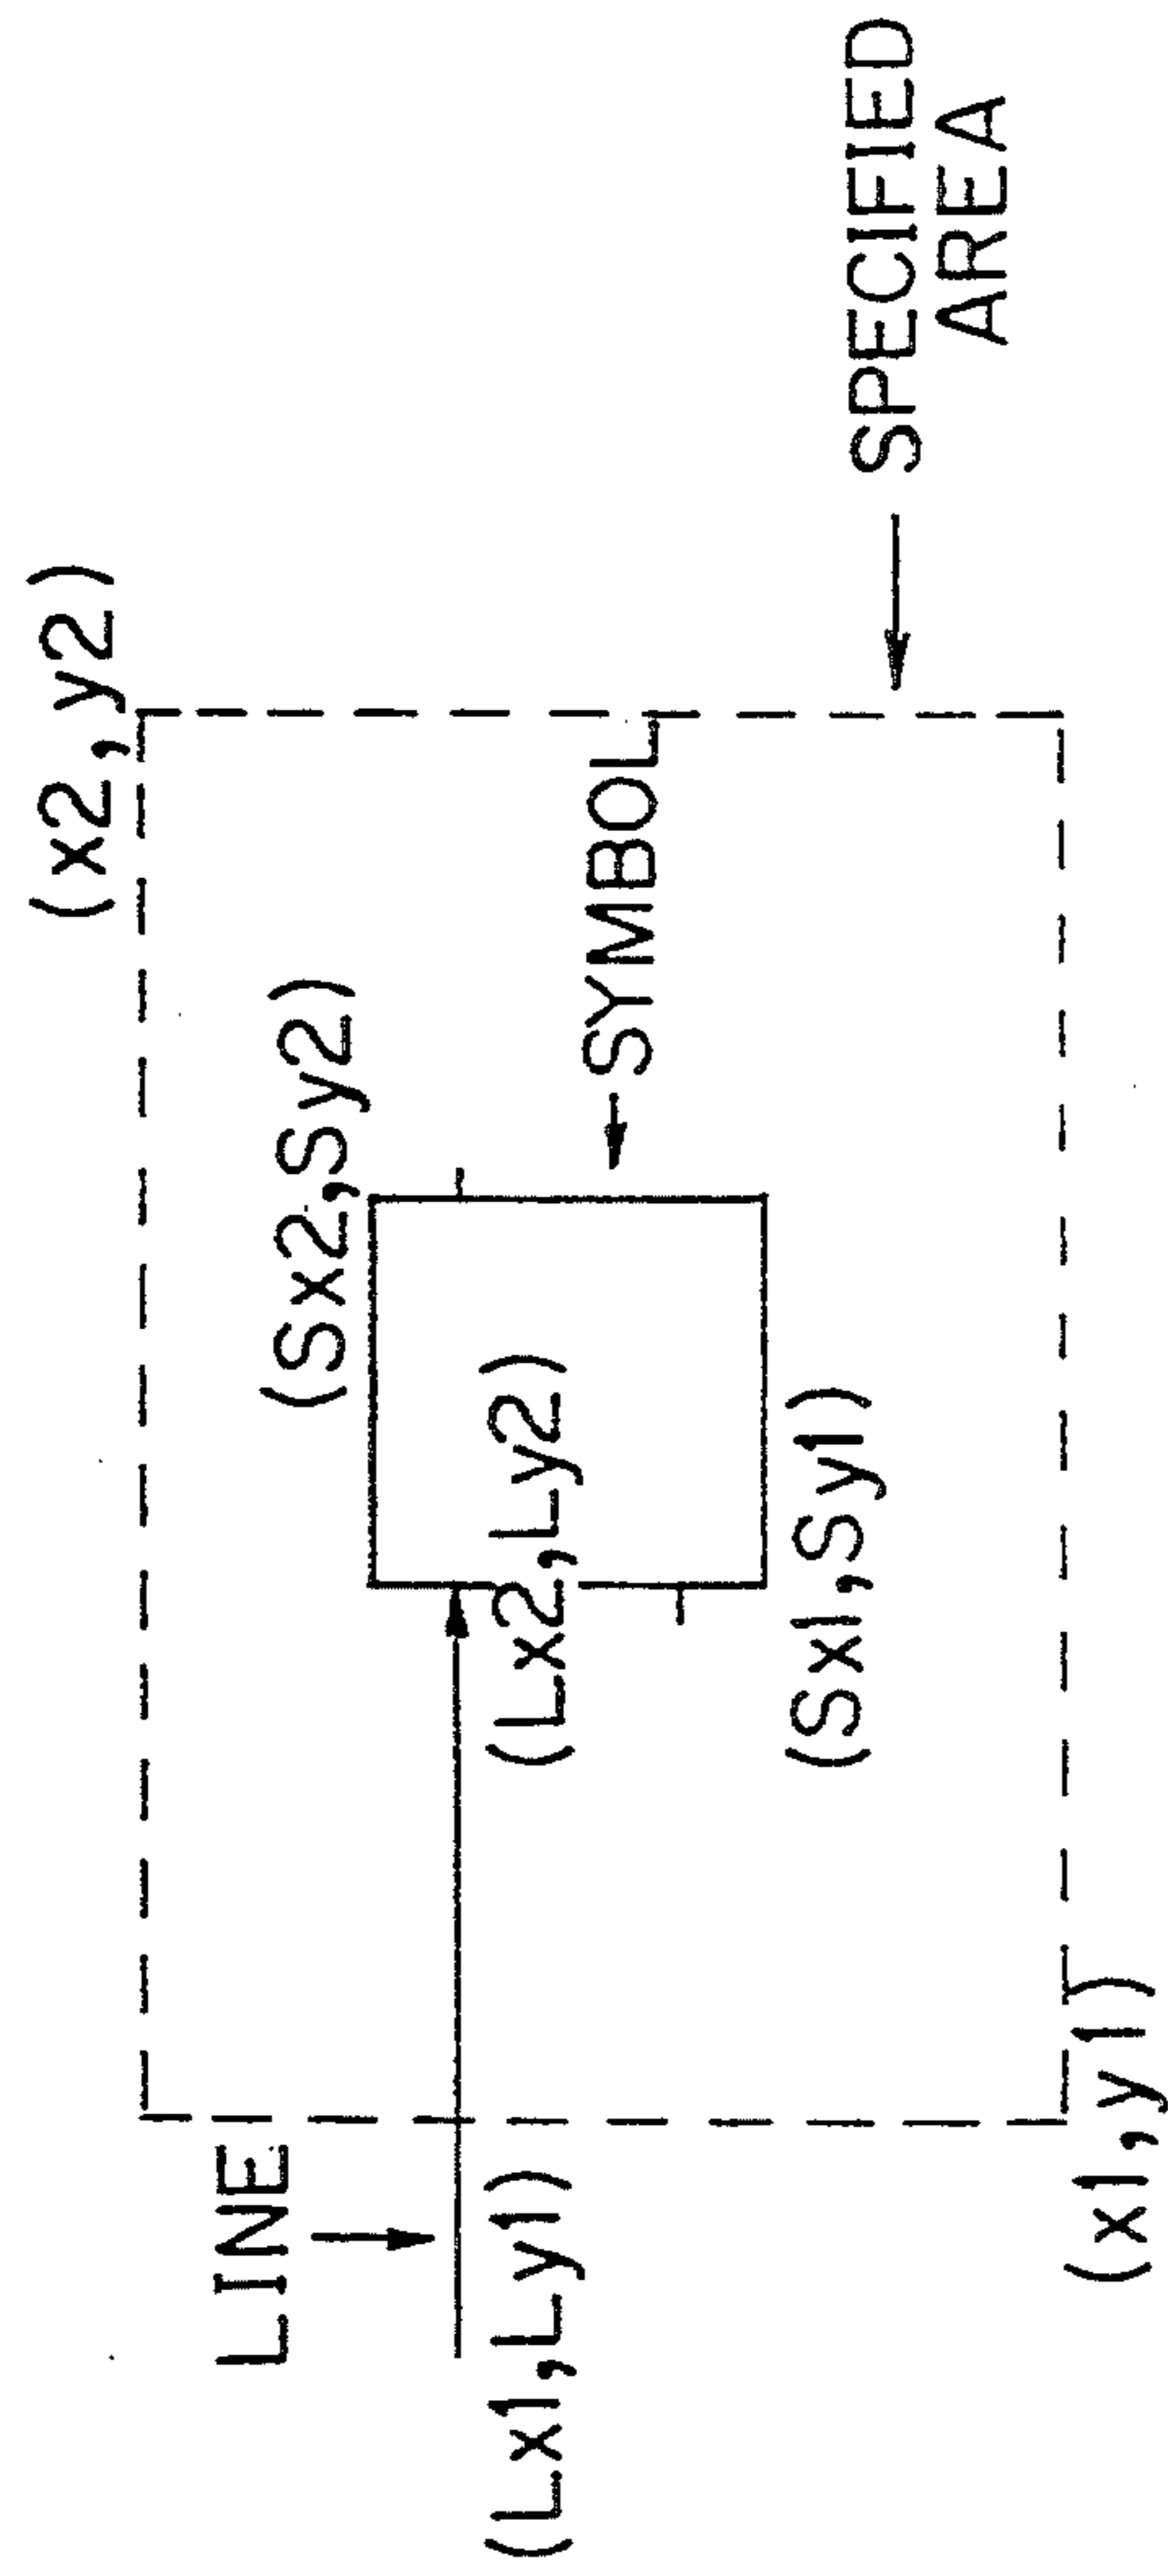 (x2,y2)
LINE
(Sx2,Sy2)
(Lx1,Ly1)
(Lx2,Ly2)
SYMBOL
(Sx1,Sy1)
SPECIFIED
AREA
(x1,y1)